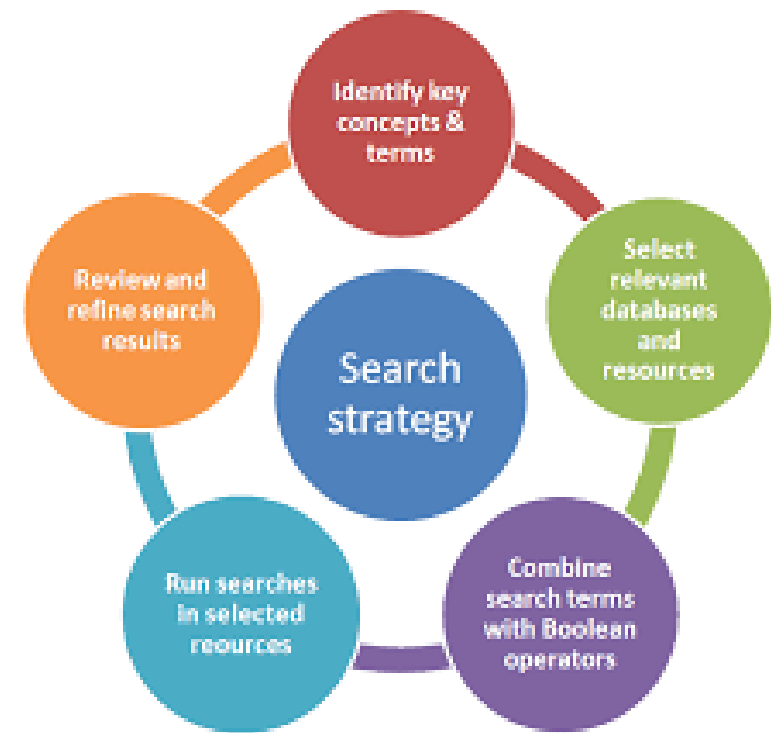 Identify key
concepts &
terms
Select
relevant
databases
and
resources
Combine
search terms
with Boolean
operators
Run searches
in selected
reources
Review and
refine search
results
Search
strategy